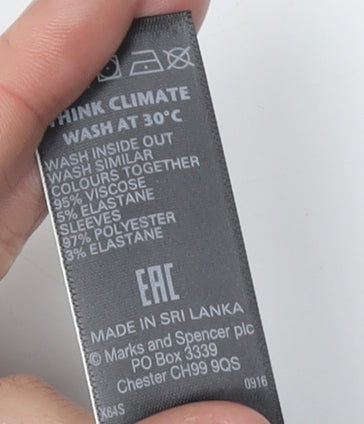 THINK CLIMATE
WASH AT 30°C
WASH INSIDE OUT
WASH SIMILAR
COLOURS TOGETHER
95% VISCOSE
5% ELASTANE
SLEEVES
97% POLYESTER
3% ELASTANE
EAC
MADE IN SRI LANKA
© Marks and Spencer plc
PO Box 3339
Chester CH99 9QS
0916
X64S